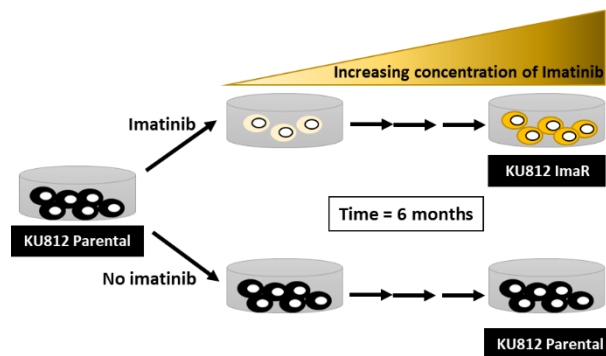 Increasing concentration of Imatinib
Imatinib
KU812 ImaR
KU812 Parental
Time = 6 months
No imatinib
KU812 Parental